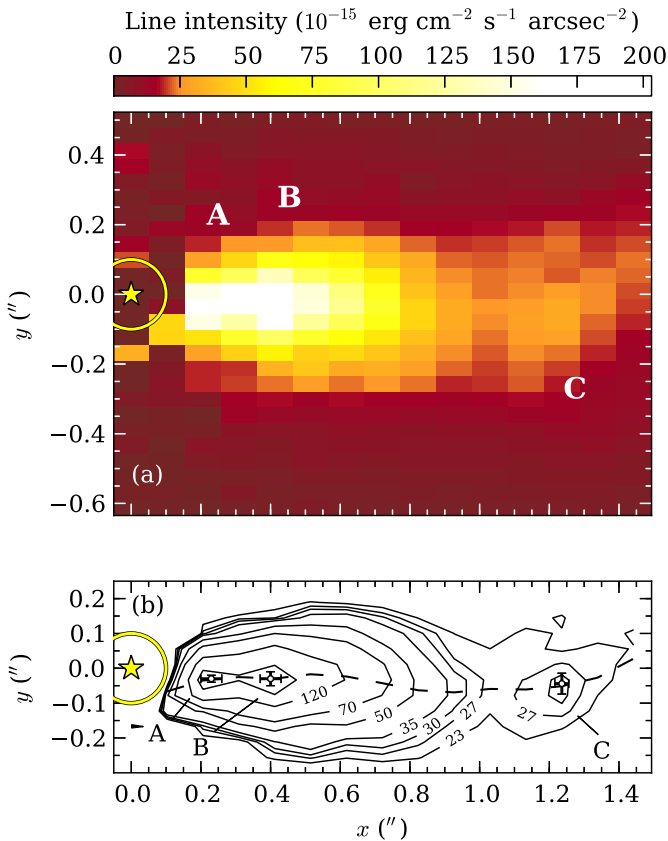 Line intensity (10⁻¹⁵ erg cm⁻² s⁻¹ arcsec⁻²)
0 25 50 75 100 125 150 175 200
0.4
0.2
0.0
−0.2
−0.4
−0.6
y (″)
A
B
C
(a)
(b)
0.2
0.1
0.0
−0.1
−0.2
y (″)
A
B
C
120
70
50
35
30
27
23
27
0.0 0.2 0.4 0.6 0.8 1.0 1.2 1.4
x (″)